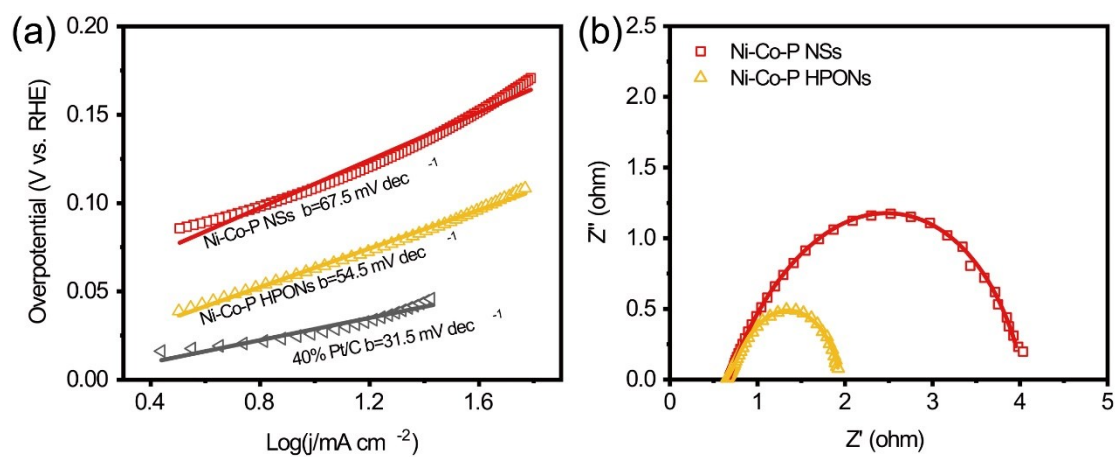 (a)
0.20
0.15
0.10
0.05
0.00
Overpotential (V vs. RHE)
Ni-Co-P NSs b=67.5 mV dec -1
Ni-Co-P HPONs b=54.5 mV dec -1
40% Pt/C b=31.5 mV dec -1
0.4 0.8 1.2 1.6
Log(j/mA cm -2)
(b)
2.5
2.0
1.5
1.0
0.5
0.0
Z'' (ohm)
Ni-Co-P NSs
Ni-Co-P HPONs
0 1 2 3 4 5
Z' (ohm)